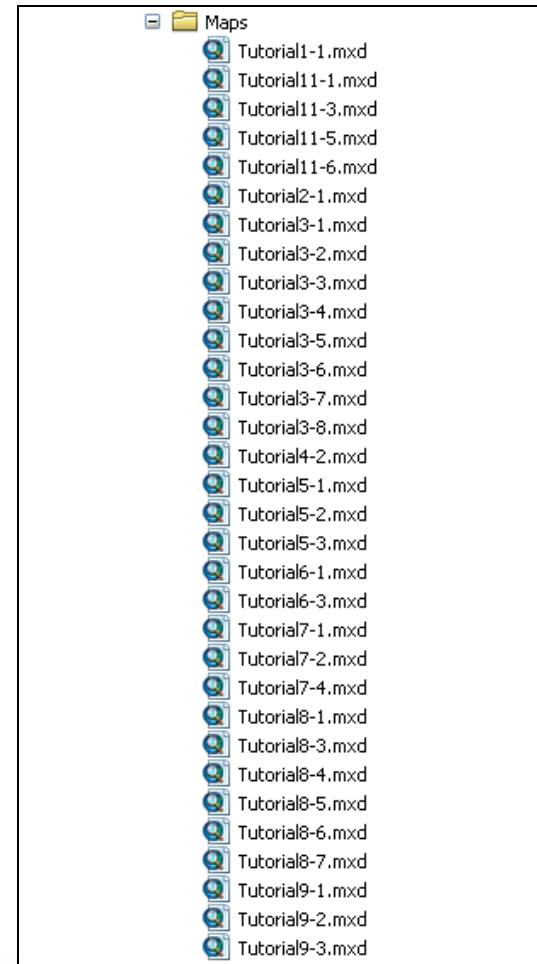 Maps
Tutorial1-1.mxd
Tutorial11-1.mxd
Tutorial11-3.mxd
Tutorial11-5.mxd
Tutorial11-6.mxd
Tutorial2-1.mxd
Tutorial3-1.mxd
Tutorial3-2.mxd
Tutorial3-3.mxd
Tutorial3-4.mxd
Tutorial3-5.mxd
Tutorial3-6.mxd
Tutorial3-7.mxd
Tutorial3-8.mxd
Tutorial4-2.mxd
Tutorial5-1.mxd
Tutorial5-2.mxd
Tutorial5-3.mxd
Tutorial6-1.mxd
Tutorial6-3.mxd
Tutorial7-1.mxd
Tutorial7-2.mxd
Tutorial7-4.mxd
Tutorial8-1.mxd
Tutorial8-3.mxd
Tutorial8-4.mxd
Tutorial8-5.mxd
Tutorial8-6.mxd
Tutorial8-7.mxd
Tutorial9-1.mxd
Tutorial9-2.mxd
Tutorial9-3.mxd